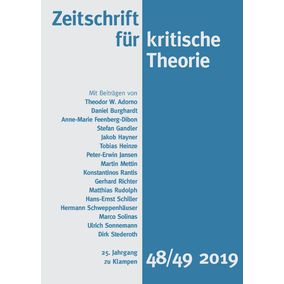 Zeitschrift
für kritische
Theorie
Mit Beiträgen von
Theodor W. Adorno
Daniel Burghardt
Anne-Marie Feenberg-Dibon
Stefan Gandler
Jakob Hayner
Tobias Heinze
Peter-Erwin Jansen
Martin Mettin
Konstantinos Rantis
Gerhard Richter
Matthias Rudolph
Hans-Ernst Schiller
Hermann Schweppenhäuser
Marco Solinas
Ulrich Sonnemann
Dirk Stederoth
25. Jahrgang
zu Klampen
48/49 2019